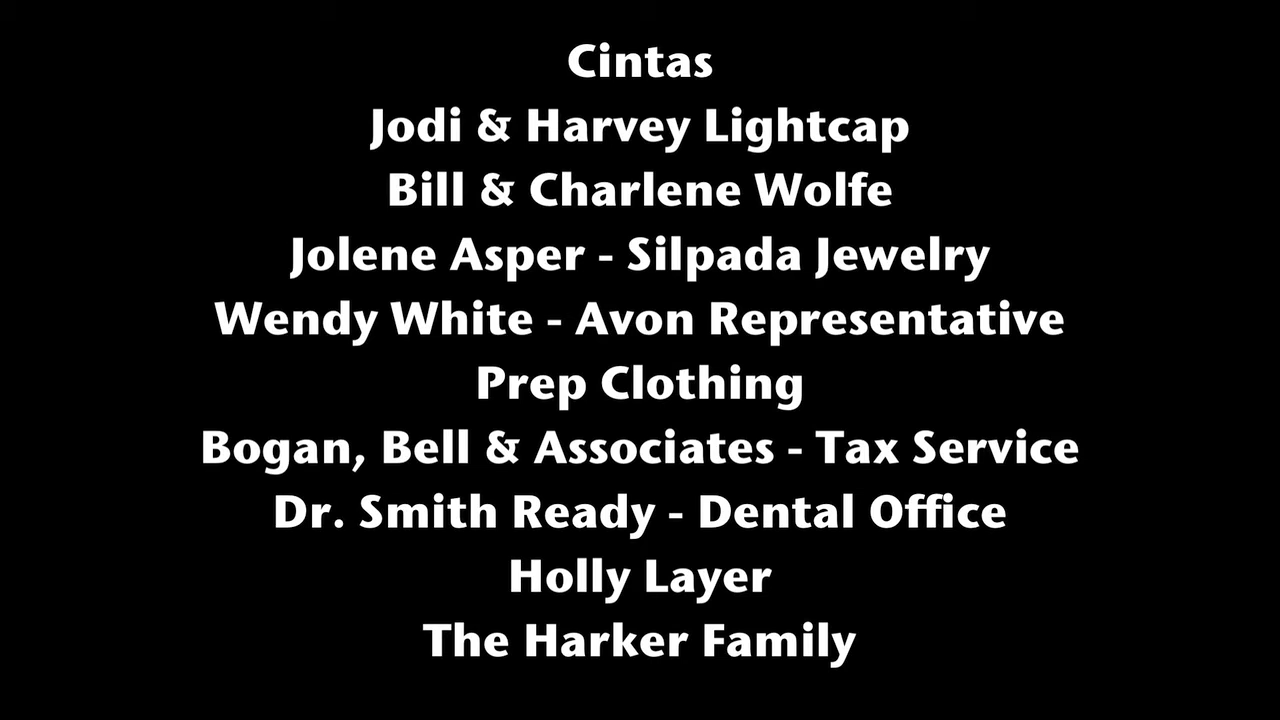 Cintas
Jodi & Harvey Lightcap
Bill & Charlene Wolfe
Jolene Asper - Silpada Jewelry
Wendy White - Avon Representative
Prep Clothing
Bogan, Bell & Associates - Tax Service
Dr. Smith Ready - Dental Office
Holly Layer
The Harker Family